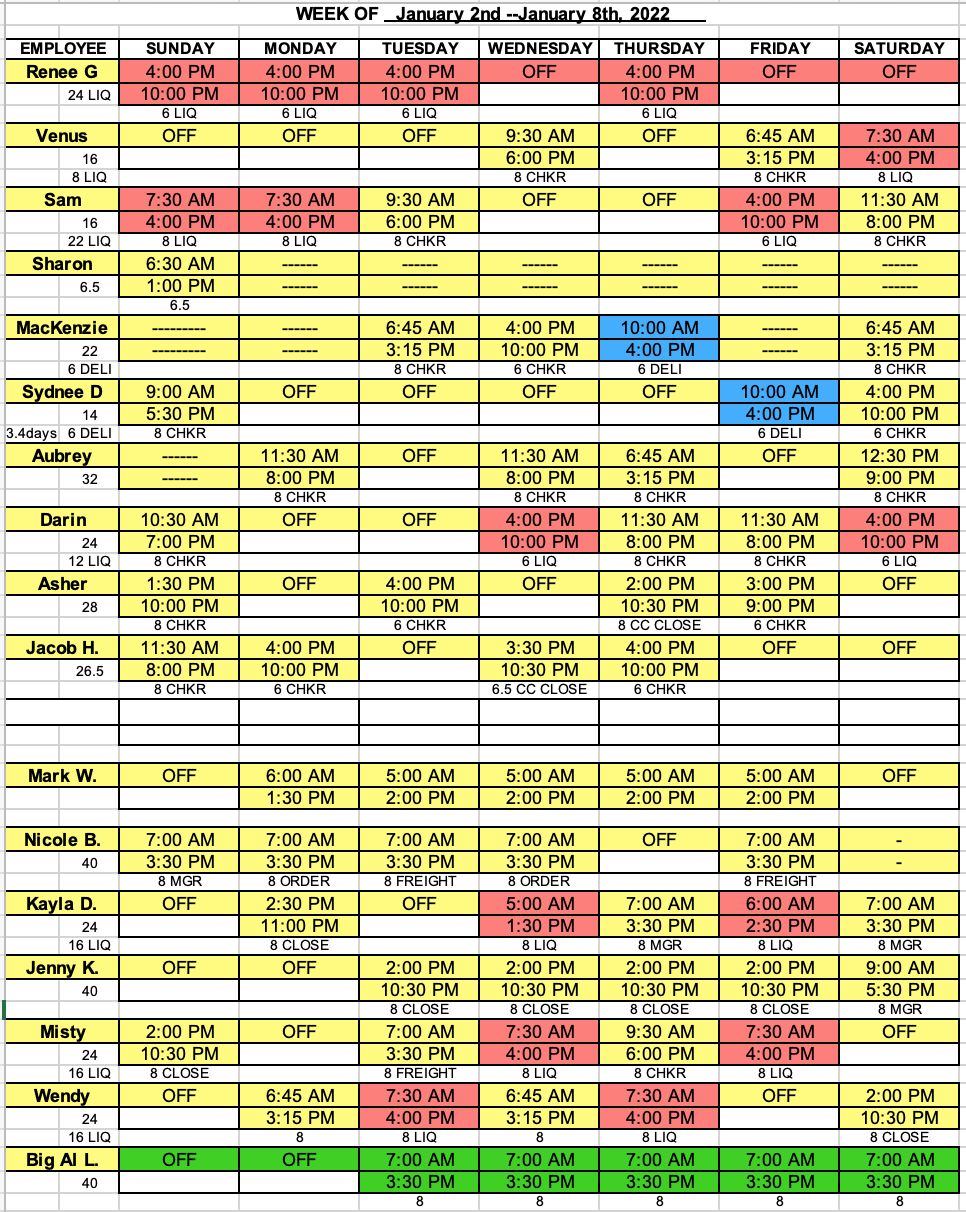 WEEK OF January 2nd --January 8th, 2022
EMPLOYEE SUNDAY MONDAY TUESDAY WEDNESDAY THURSDAY FRIDAY SATURDAY
Renee G 4:00 PM 4:00 PM 4:00 PM OFF 4:00 PM OFF OFF
24 LIQ 10:00 PM 10:00 PM 10:00 PM 10:00 PM
6 LIQ 6 LIQ 6 LIQ 6 LIQ
Venus OFF OFF OFF 9:30 AM OFF 6:45 AM 7:30 AM
16 6:00 PM 3:15 PM 4:00 PM
8 LIQ 8 CHKR 8 CHKR 8 LIQ
Sam 7:30 AM 7:30 AM 9:30 AM OFF OFF 4:00 PM 11:30 AM
16 4:00 PM 4:00 PM 6:00 PM 10:00 PM 8:00 PM
22 LIQ 8 LIQ 8 LIQ 8 CHKR 6 LIQ 8 CHKR
Sharon 6:30 AM ------ ------ ------ ------ ------ ------
6.5 1:00 PM ------ ------ ------ ------ ------ ------
6.5
MacKenzie --------- ------ 6:45 AM 4:00 PM 10:00 AM ------ 6:45 AM
22 --------- ------ 3:15 PM 10:00 PM 4:00 PM ------ 3:15 PM
6 DELI 8 CHKR 6 CHKR 6 DELI 8 CHKR
Sydnee D 9:00 AM OFF OFF OFF OFF 10:00 AM 4:00 PM
14 5:30 PM 4:00 PM 10:00 PM
3.4days 6 DELI 8 CHKR 6 DELI 6 CHKR
Aubrey ------ 11:30 AM OFF 11:30 AM 6:45 AM OFF 12:30 PM
32 ------ 8:00 PM 8:00 PM 3:15 PM 9:00 PM
8 CHKR 8 CHKR 8 CHKR 8 CHKR
Darin 10:30 AM OFF OFF 4:00 PM 11:30 AM 11:30 AM 4:00 PM
24 7:00 PM 10:00 PM 8:00 PM 8:00 PM 10:00 PM
12 LIQ 8 CHKR 6 LIQ 8 CHKR 8 CHKR 6 LIQ
Asher 1:30 PM OFF 4:00 PM OFF 2:00 PM 3:00 PM OFF
28 10:00 PM 10:00 PM 10:30 PM 9:00 PM
8 CHKR 6 CHKR 8 CC CLOSE 6 CHKR
Jacob H. 11:30 AM 4:00 PM OFF 3:30 PM 4:00 PM OFF OFF
26.5 8:00 PM 10:00 PM 10:30 PM 10:00 PM
8 CHKR 6 CHKR 6.5 CC CLOSE 6 CHKR
Mark W. OFF 6:00 AM 5:00 AM 5:00 AM 5:00 AM 5:00 AM OFF
1:30 PM 2:00 PM 2:00 PM 2:00 PM 2:00 PM
Nicole B. 7:00 AM 7:00 AM 7:00 AM 7:00 AM OFF 7:00 AM -
40 3:30 PM 3:30 PM 3:30 PM 3:30 PM 3:30 PM -
8 MGR 8 ORDER 8 FREIGHT 8 ORDER 8 FREIGHT
Kayla D. OFF 2:30 PM OFF 5:00 AM 7:00 AM 6:00 AM 7:00 AM
24 11:00 PM 1:30 PM 3:30 PM 2:30 PM 3:30 PM
16 LIQ 8 CLOSE 8 LIQ 8 MGR 8 LIQ 8 MGR
Jenny K. OFF OFF 2:00 PM 2:00 PM 2:00 PM 2:00 PM 9:00 AM
40 10:30 PM 10:30 PM 10:30 PM 10:30 PM 5:30 PM
8 CLOSE 8 CLOSE 8 CLOSE 8 CLOSE 8 MGR
Misty 2:00 PM OFF 7:00 AM 7:30 AM 9:30 AM 7:30 AM OFF
24 10:30 PM 3:30 PM 4:00 PM 6:00 PM 4:00 PM
16 LIQ 8 CLOSE 8 FREIGHT 8 LIQ 8 CHKR 8 LIQ
Wendy OFF 6:45 AM 7:30 AM 6:45 AM 7:30 AM OFF 2:00 PM
24 3:15 PM 4:00 PM 3:15 PM 4:00 PM 10:30 PM
16 LIQ 8 8 LIQ 8 8 LIQ 8 CLOSE
Big Al L. OFF OFF 7:00 AM 7:00 AM 7:00 AM 7:00 AM 7:00 AM
40 3:30 PM 3:30 PM 3:30 PM 3:30 PM 3:30 PM
8 8 8 8 8